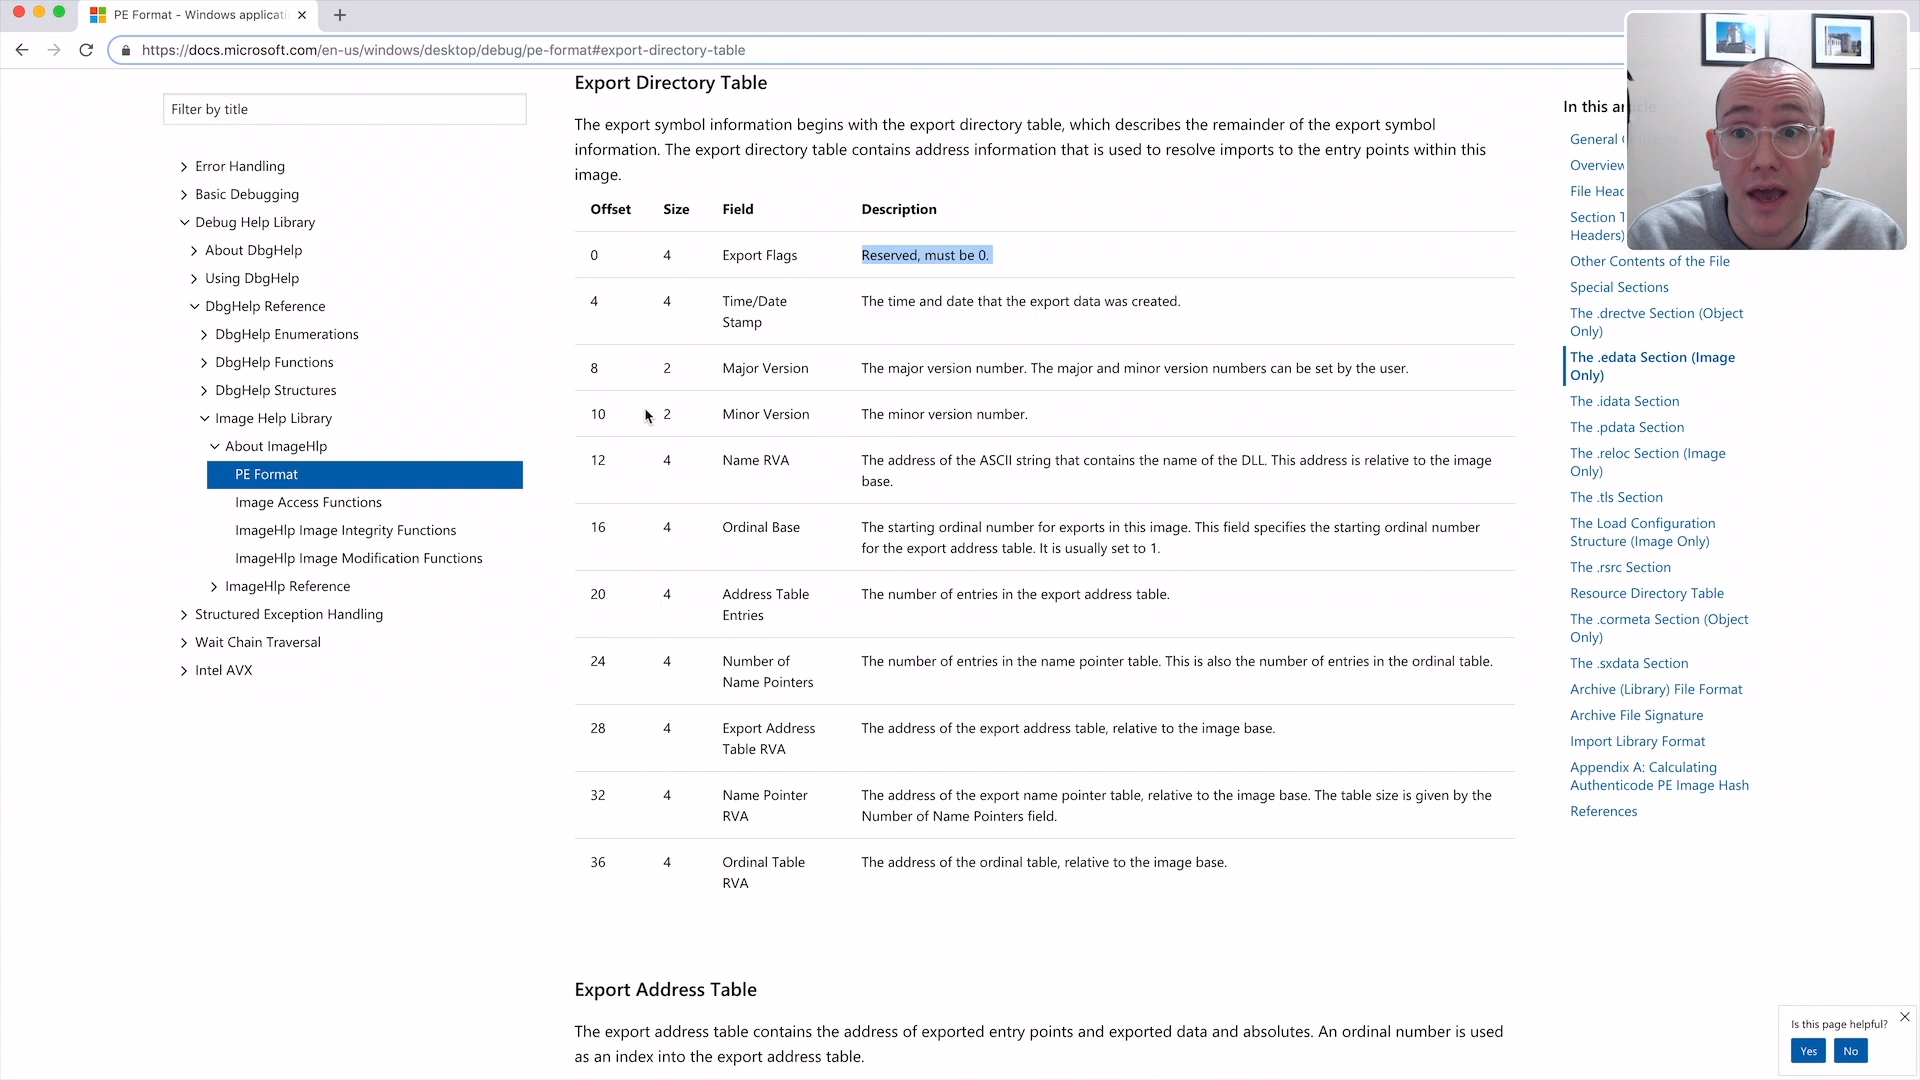 PE Format - Windows applicati
https://docs.microsoft.com/en-us/windows/desktop/debug/pe-format#export-directory-table
Filter by title
Error Handling
Basic Debugging
Debug Help Library
About DbgHelp
Using DbgHelp
DbgHelp Reference
DbgHelp Enumerations
DbgHelp Functions
DbgHelp Structures
Image Help Library
About ImageHlp
PE Format
Image Access Functions
ImageHlp Image Integrity Functions
ImageHlp Image Modification Functions
ImageHlp Reference
Structured Exception Handling
Wait Chain Traversal
Intel AVX
Export Directory Table
The export symbol information begins with the export directory table, which describes the remainder of the export symbol
information. The export directory table contains address information that is used to resolve imports to the entry points within this
image.
Offset Size Field Description
0 4 Export Flags Reserved, must be 0.
4 4 Time/Date The time and date that the export data was created.
Stamp
8 2 Major Version The major version number. The major and minor version numbers can be set by the user.
10 2 Minor Version The minor version number.
12 4 Name RVA The address of the ASCII string that contains the name of the DLL. This address is relative to the image
base.
16 4 Ordinal Base The starting ordinal number for exports in this image. This field specifies the starting ordinal number
for the export address table. It is usually set to 1.
20 4 Address Table The number of entries in the export address table.
Entries
24 4 Number of The number of entries in the name pointer table. This is also the number of entries in the ordinal table.
Name Pointers
28 4 Export Address The address of the export address table, relative to the image base.
Table RVA
32 4 Name Pointer The address of the export name pointer table, relative to the image base. The table size is given by the
RVA Number of Name Pointers field.
36 4 Ordinal Table The address of the ordinal table, relative to the image base.
RVA
Export Address Table
The export address table contains the address of exported entry points and exported data and absolutes. An ordinal number is used
as an index into the export address table.
In this article
General
Overview
File Head
Section T
Headers)
Other Contents of the File
Special Sections
The .drectve Section (Object
Only)
The .edata Section (Image
Only)
The .idata Section
The .pdata Section
The .reloc Section (Image
Only)
The .tls Section
The Load Configuration
Structure (Image Only)
The .rsrc Section
Resource Directory Table
The .cormeta Section (Object
Only)
The .sxdata Section
Archive (Library) File Format
Archive File Signature
Import Library Format
Appendix A: Calculating
Authenticode PE Image Hash
References
Is this page helpful?
Yes No